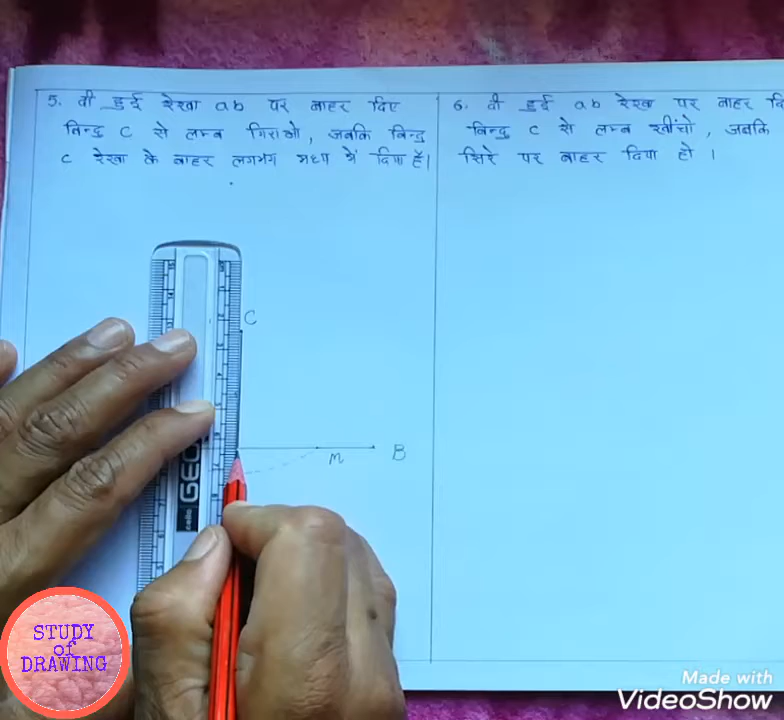 5. दी हुई रेखा ab पर बाहर दिए
बिन्दु C से लम्ब गिराओ, जबकि बिन्दु
C रेखा के बाहर लगभग मध्य में दिया है।
6. दी हुई ab रेखा पर बाहर दि
बिन्दु C से लम्ब खींचो, जबकि
सिरे पर बाहर दिया हो ।
C
m
B
cello GEO
STUDY
of
DRAWING
Made with
VideoShow